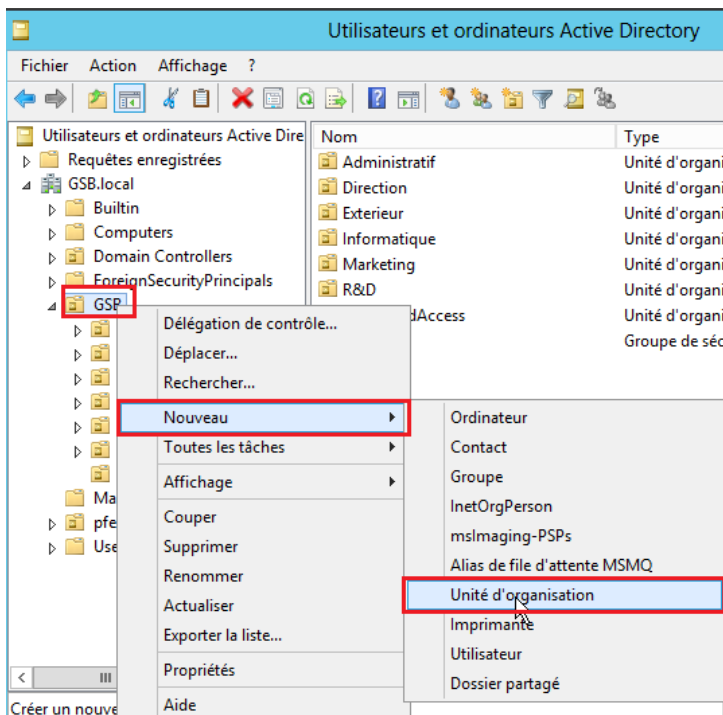 Utilisateurs et ordinateurs Active Directory
Fichier Action Affichage ?
Utilisateurs et ordinateurs Active Dire
Requêtes enregistrées
GSB.local
Builtin
Computers
Domain Controllers
ForeignSecurityPrincipals
GSB
Ma
pfe
Use
Nom Type
Administratif Unité d'organi
Direction Unité d'organi
Exterieur Unité d'organi
Informatique Unité d'organi
Marketing Unité d'organi
R&D Unité d'organi
dAccess Unité d'organi
Groupe de séc
Délégation de contrôle...
Déplacer...
Rechercher...
Nouveau
Toutes les tâches
Affichage
Couper
Supprimer
Renommer
Actualiser
Exporter la liste...
Propriétés
Aide
Ordinateur
Contact
Groupe
InetOrgPerson
msImaging-PSPs
Alias de file d'attente MSMQ
Unité d'organisation
Imprimante
Utilisateur
Dossier partagé
Créer un nouve